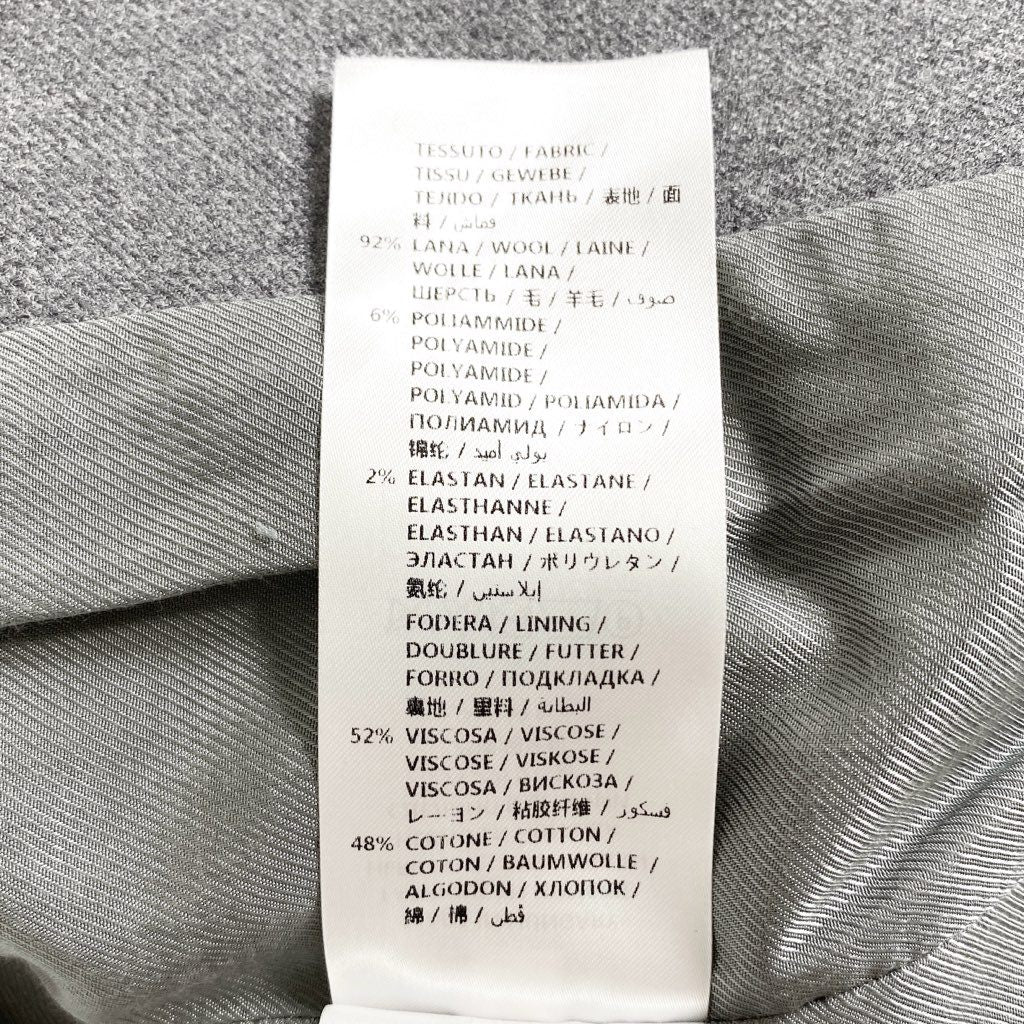 TESSUTO / FABRIC /
TISSU / GEWEBE /
TEJIDO / ТКАНЬ / 表地 / 面
料 / قماش
92% LANA / WOOL / LAINE /
WOLLE / LANA /
ШЕРСТЬ / 毛 / 羊毛 / صوف
6% POLIAMMIDE /
POLYAMIDE /
POLYAMIDE /
POLYAMID / POLIAMIDA /
ПОЛИАМИД / ナイロン /
锦纶 / بولي أميد
2% ELASTAN / ELASTANE /
ELASTHANNE /
ELASTHAN / ELASTANO /
ЭЛАСТАН / ポリウレタン /
氨纶 / إيلاستين
FODERA / LINING /
DOUBLURE / FUTTER /
FORRO / ПОДКЛАДКА /
裏地 / 里料 / البطانة
52% VISCOSA / VISCOSE /
VISCOSE / VISKOSE /
VISCOSA / ВИСКОЗА /
レーヨン / 粘胶纤维 / فسكور
48% COTONE / COTTON /
COTON / BAUMWOLLE /
ALGODON / ХЛОПОК /
綿 / 棉 / قطن